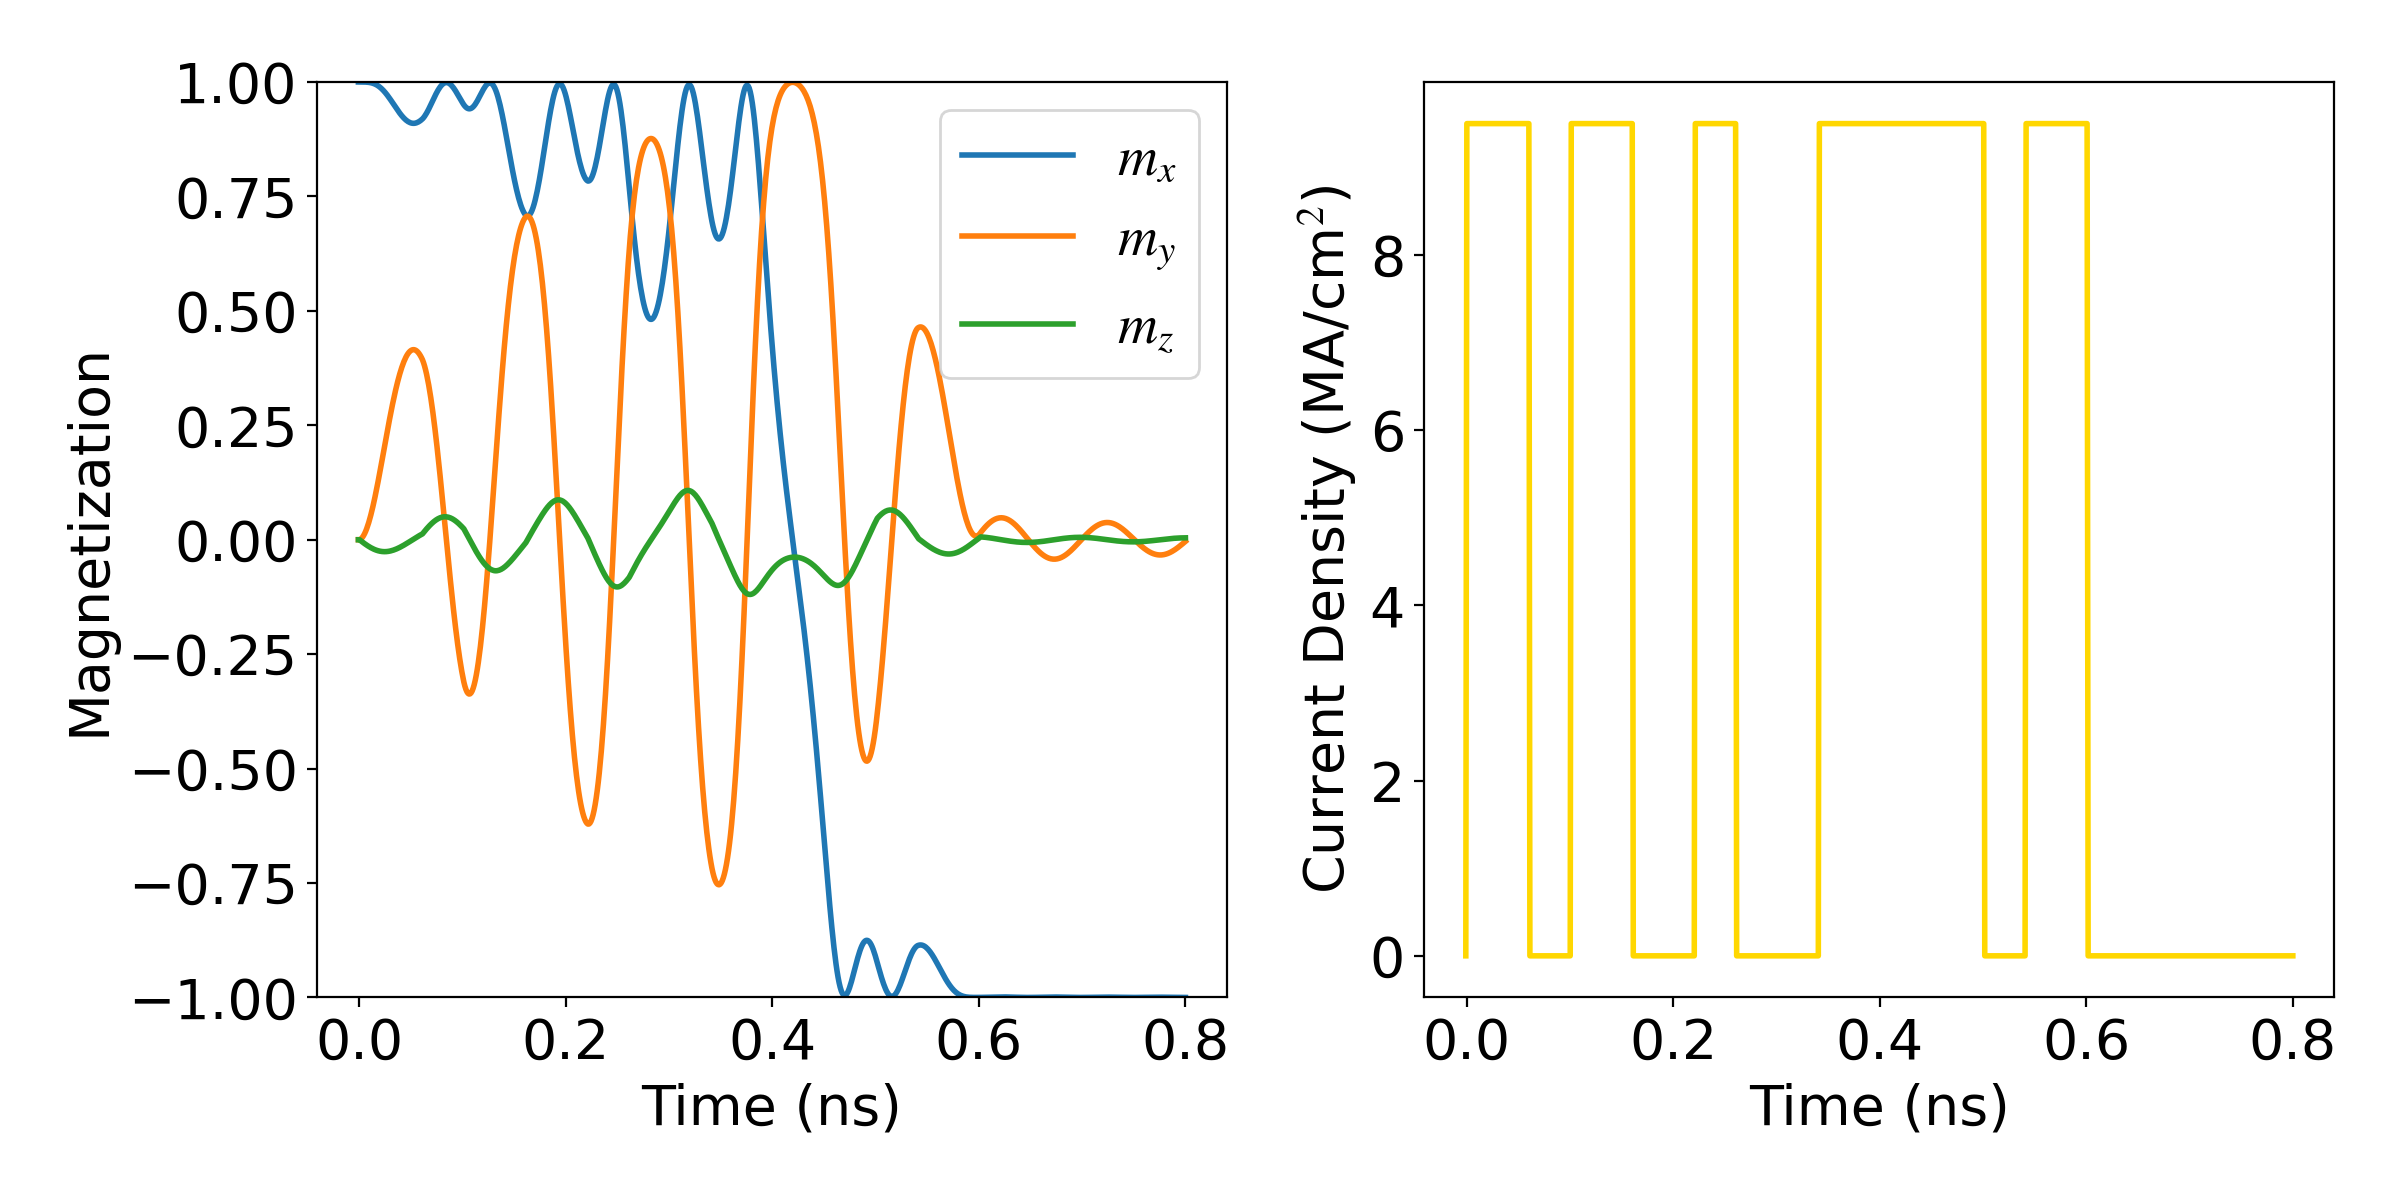 1.00
0.75
0.50
0.25
0.00
−0.25
−0.50
−0.75
−1.00
Magnetization
0.0 0.2 0.4 0.6 0.8
Time (ns)
mₓ
m_y
m_z
8
6
4
2
0
Current Density (MA/cm²)
0.0 0.2 0.4 0.6 0.8
Time (ns)